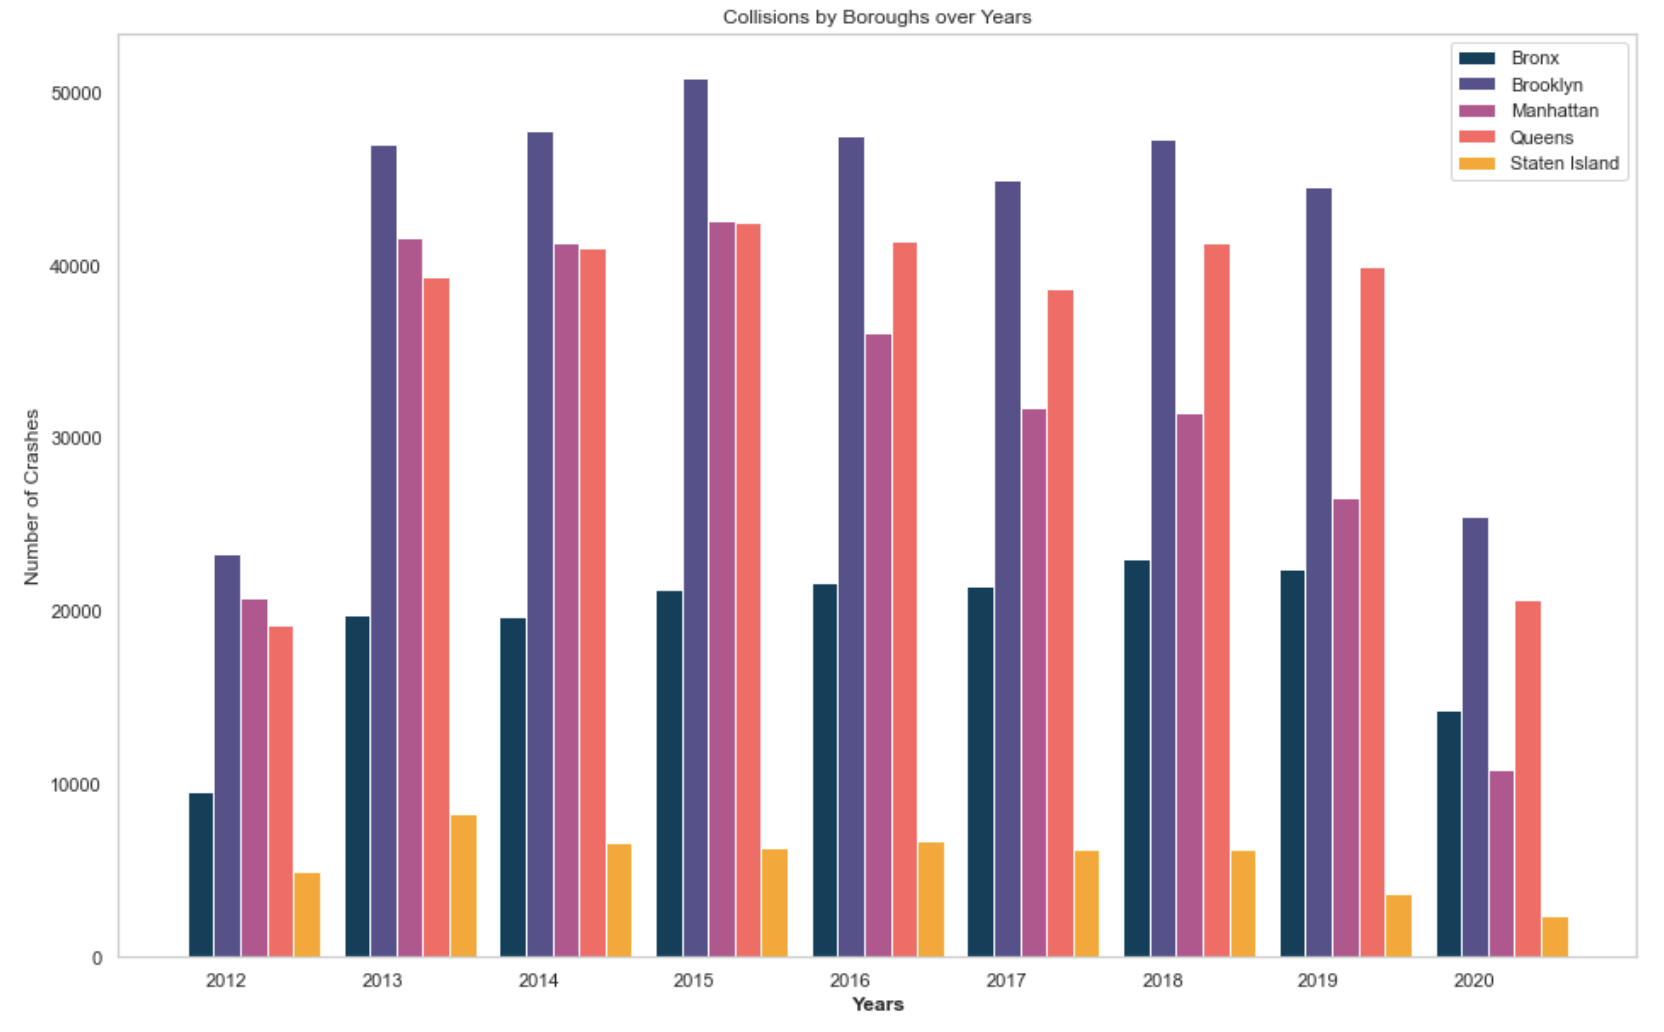 Collisions by Boroughs over Years
Bronx
Brooklyn
Manhattan
Queens
Staten Island
Number of Crashes
50000
40000
30000
20000
10000
0
2012 2013 2014 2015 2016 2017 2018 2019 2020
Years